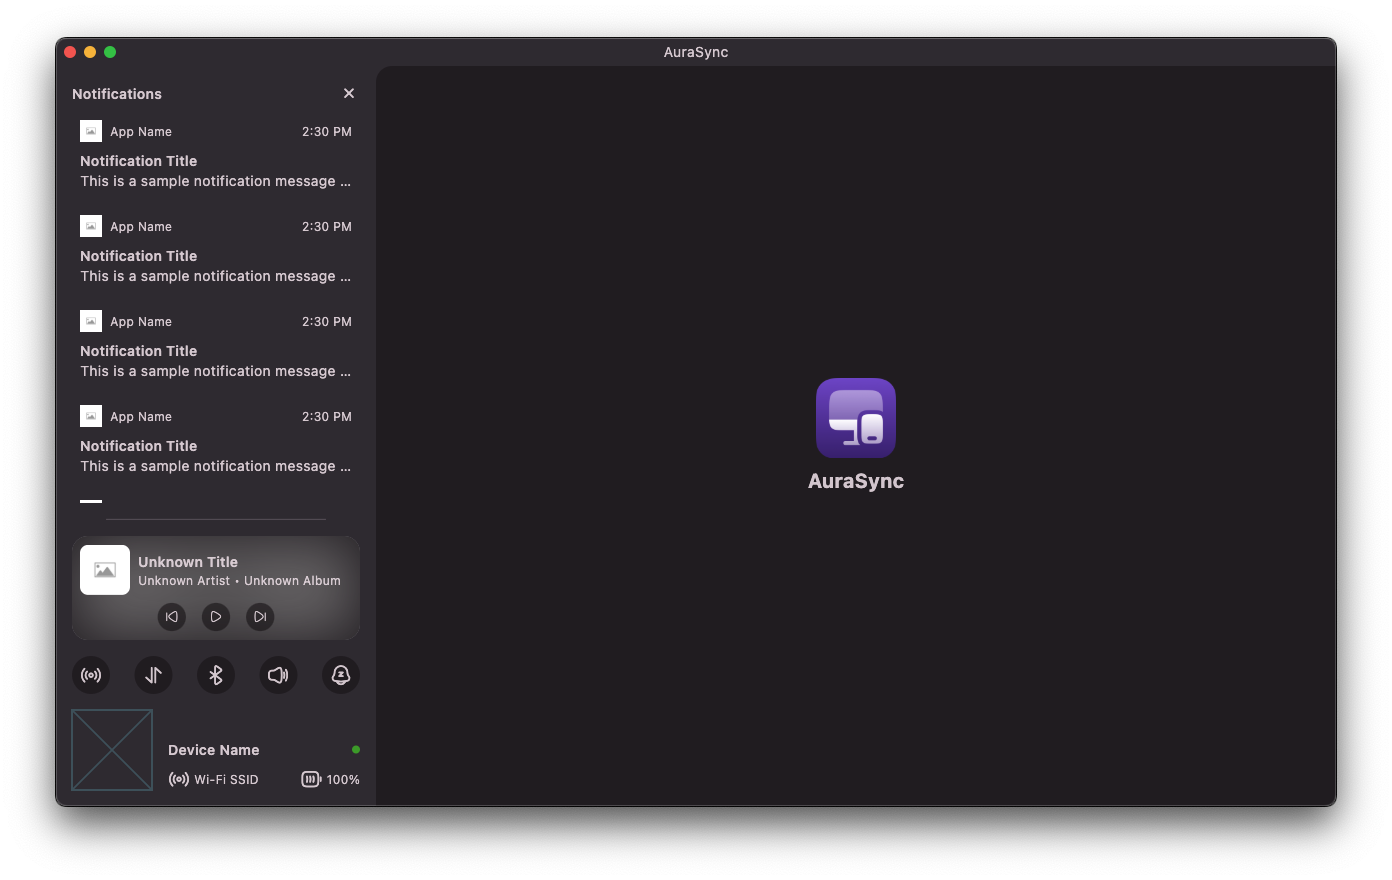 AuraSync
Notifications
App Name 2:30 PM
Notification Title
This is a sample notification message ...
App Name 2:30 PM
Notification Title
This is a sample notification message ...
App Name 2:30 PM
Notification Title
This is a sample notification message ...
App Name 2:30 PM
Notification Title
This is a sample notification message ...
Unknown Title
Unknown Artist • Unknown Album
Device Name
Wi-Fi SSID 100%
AuraSync